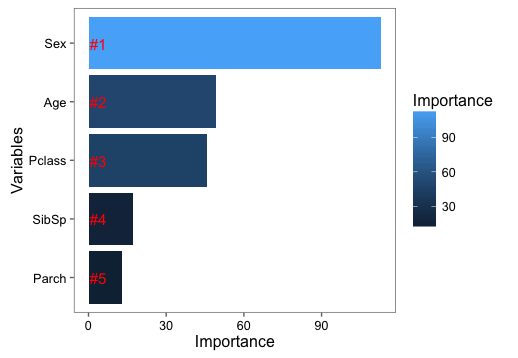 Sex #1
Age #2
Pclass #3
SibSp #4
Parch #5
Variables
0 30 60 90
Importance
Importance
90
60
30